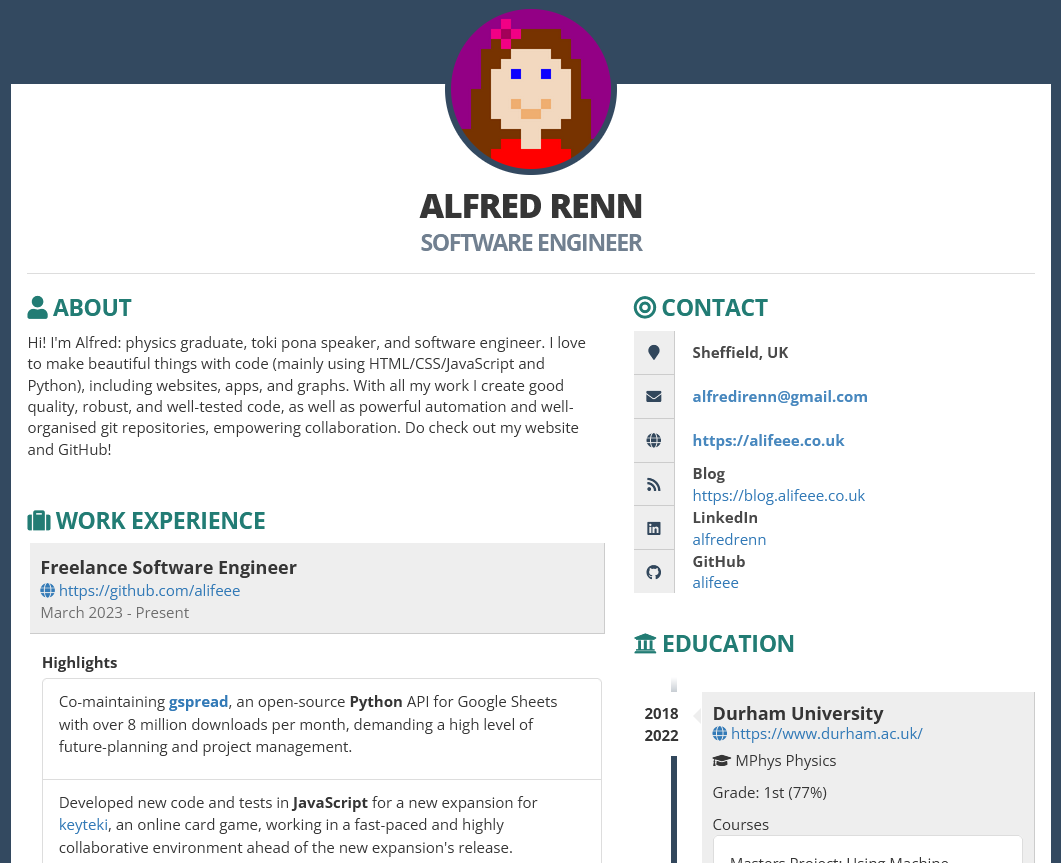 ALFRED RENN
SOFTWARE ENGINEER
ABOUT
Hi! I'm Alfred: physics graduate, toki pona speaker, and software engineer. I love
to make beautiful things with code (mainly using HTML/CSS/JavaScript and
Python), including websites, apps, and graphs. With all my work I create good
quality, robust, and well-tested code, as well as powerful automation and well-
organised git repositories, empowering collaboration. Do check out my website
and GitHub!
WORK EXPERIENCE
Freelance Software Engineer
https://github.com/alifeee
March 2023 - Present
Highlights
Co-maintaining gspread, an open-source Python API for Google Sheets
with over 8 million downloads per month, demanding a high level of
future-planning and project management.
Developed new code and tests in JavaScript for a new expansion for
keyteki, an online card game, working in a fast-paced and highly
collaborative environment ahead of the new expansion's release.
CONTACT
Sheffield, UK
alfredirenn@gmail.com
https://alifeee.co.uk
Blog
https://blog.alifeee.co.uk
LinkedIn
alfredrenn
GitHub
alifeee
EDUCATION
2018
2022
Durham University
https://www.durham.ac.uk/
MPhys Physics
Grade: 1st (77%)
Courses
Masters Project: Using Machine